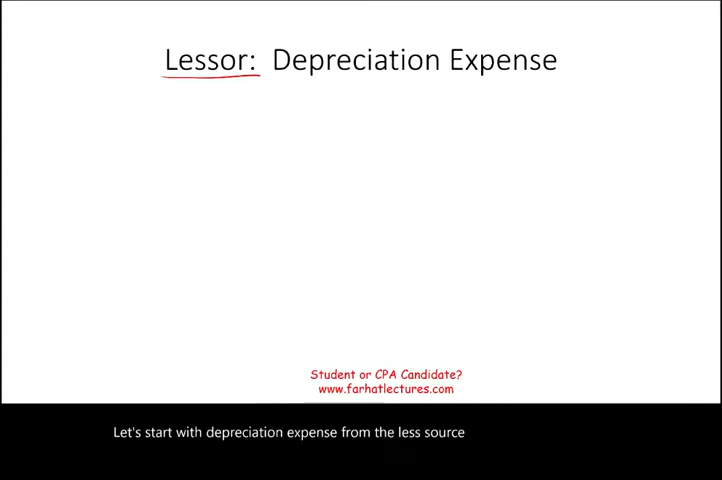 Lessor: Depreciation Expense
Student or CPA Candidate?
www.farhatlectures.com
Let's start with depreciation expense from the less source